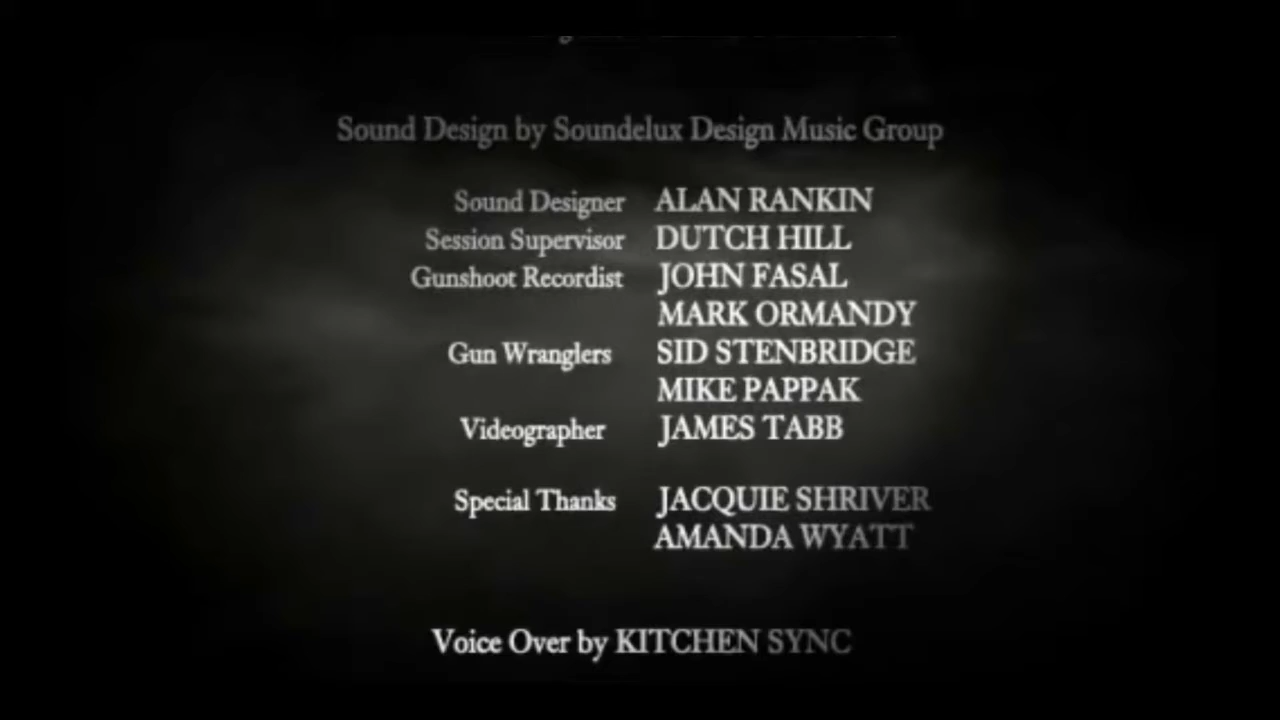 Sound Design by Soundelux Design Music Group
Sound Designer ALAN RANKIN
Session Supervisor DUTCH HILL
Gunshoot Recordist JOHN FASAL
MARK ORMANDY
Gun Wranglers SID STENBRIDGE
MIKE PAPPAK
Videographer JAMES TABB
Special Thanks JACQUIE SHRIVER
AMANDA WYATT
Voice Over by KITCHEN SYNC